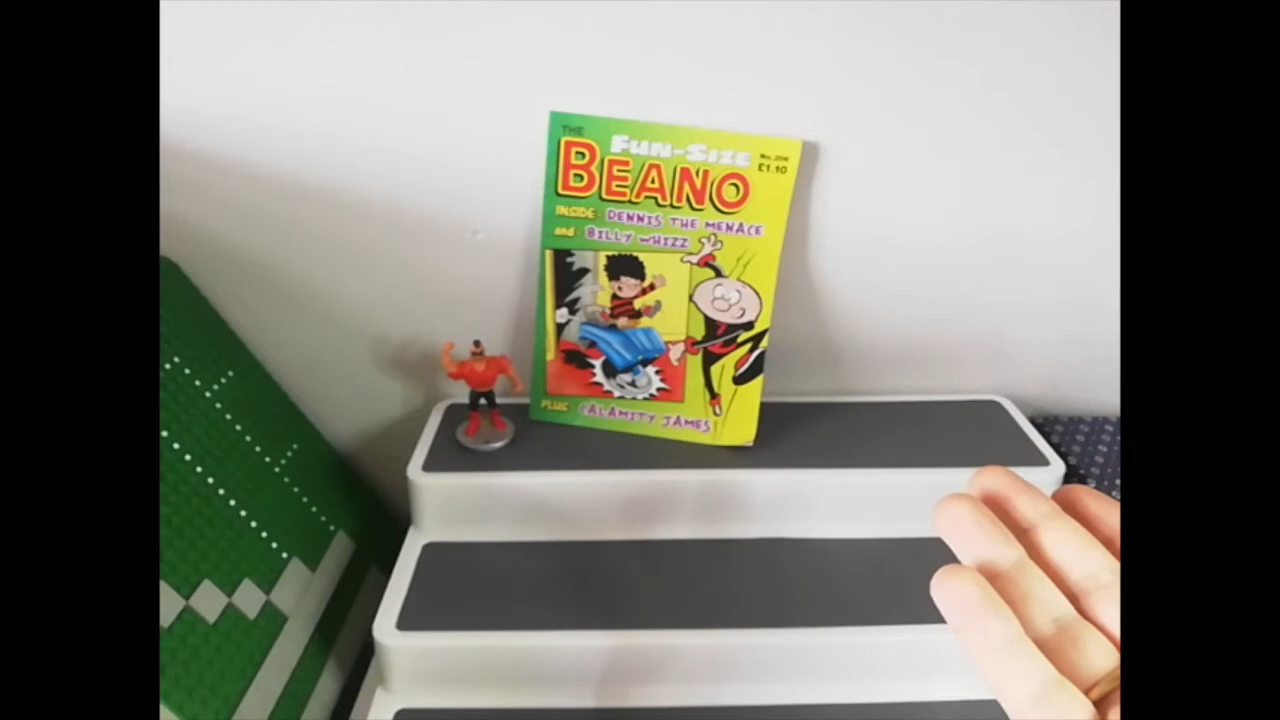 THE
FUN-SIZE
BEANO
No.206
£1.10
INSIDE DENNIS THE MENACE
and BILLY WHIZZ
PLUS CALAMITY JAMES